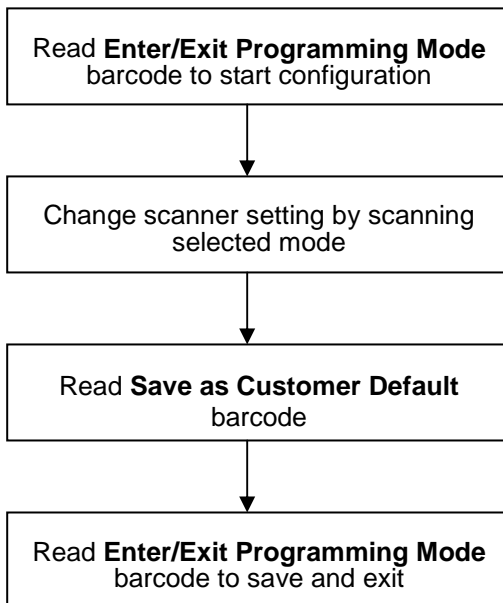 Read Enter/Exit Programming Mode
barcode to start configuration
Change scanner setting by scanning
selected mode
Read Save as Customer Default
barcode
Read Enter/Exit Programming Mode
barcode to save and exit